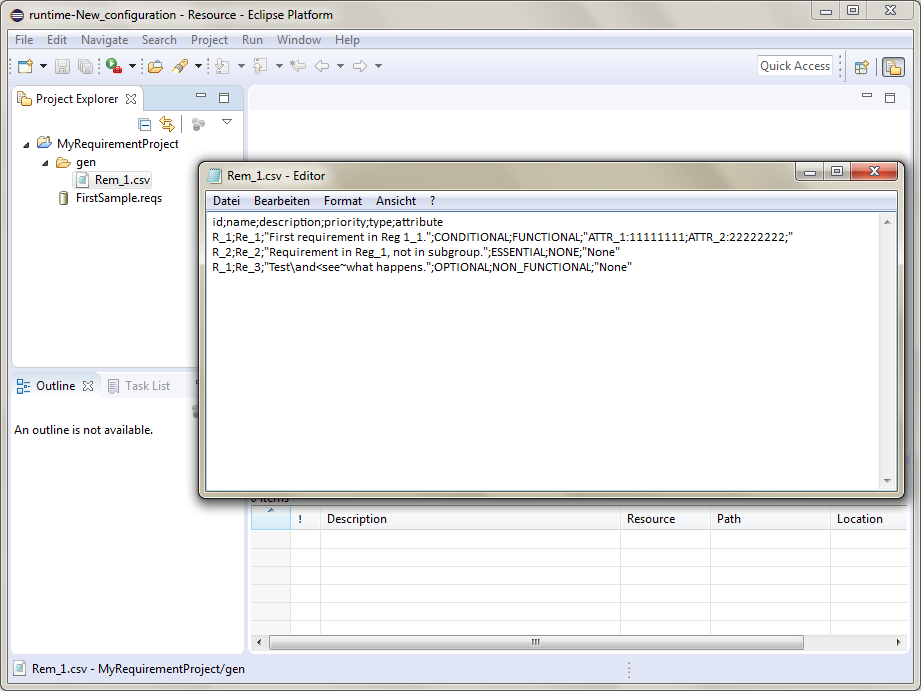 runtime-New_configuration - Resource - Eclipse Platform
File Edit Navigate Search Project Run Window Help
Quick Access
Project Explorer
MyRequirementProject
gen
Rem_1.csv
FirstSample.reqs
Rem_1.csv - Editor
Datei Bearbeiten Format Ansicht ?
id;name;description;priority;type;attribute
R_1;Re_1;"First requirement in Reg 1_1.";CONDITIONAL;FUNCTIONAL;"ATTR_1:11111111;ATTR_2:22222222;"
R_2;Re_2;"Requirement in Reg_1, not in subgroup.";ESSENTIAL;NONE;"None"
R_1;Re_3;"Test\and<see~what happens.";OPTIONAL;NON_FUNCTIONAL;"None"
Outline Task List
An outline is not available.
0 items
! Description Resource Path Location
Rem_1.csv - MyRequirementProject/gen